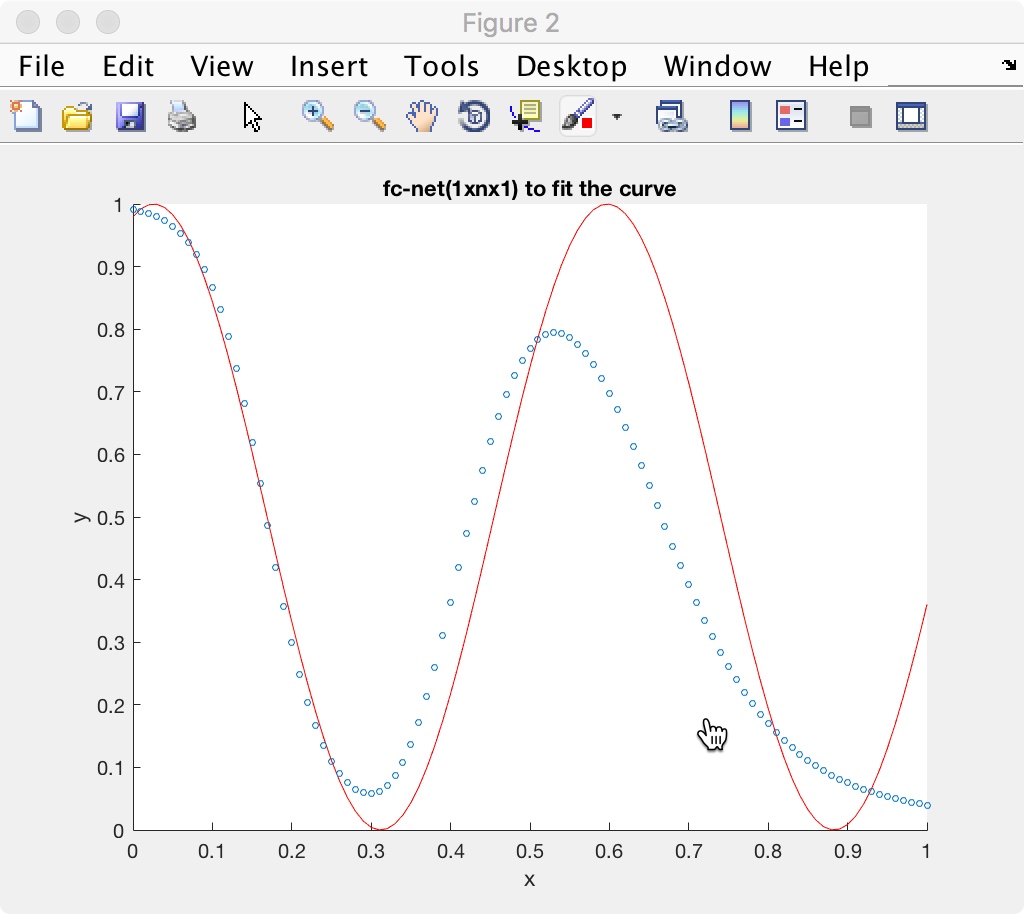 Figure 2
File Edit View Insert Tools Desktop Window Help
fc-net(1xnx1) to fit the curve
1
0.9
0.8
0.7
0.6
0.5
0.4
0.3
0.2
0.1
0
y
0 0.1 0.2 0.3 0.4 0.5 0.6 0.7 0.8 0.9 1
x